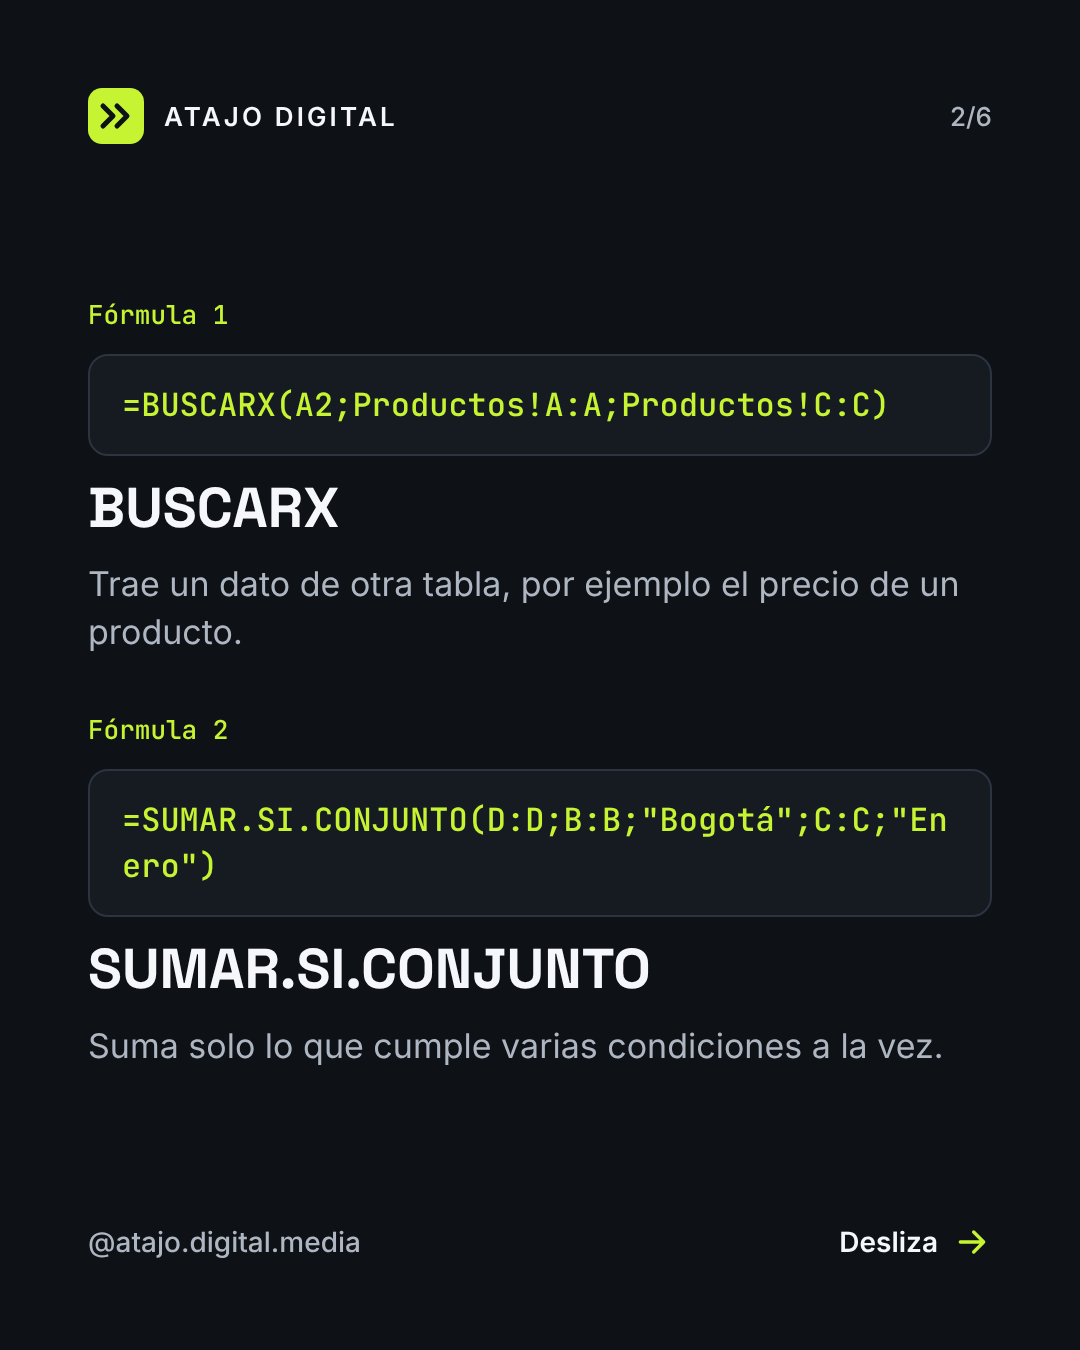 ATAJO DIGITAL
2/6
Fórmula 1
=BUSCARX(A2;Productos!A:A;Productos!C:C)
BUSCARX
Trae un dato de otra tabla, por ejemplo el precio de un
producto.
Fórmula 2
=SUMAR.SI.CONJUNTO(D:D;B:B;"Bogotá";C:C;"En
ero")
SUMAR.SI.CONJUNTO
Suma solo lo que cumple varias condiciones a la vez.
@atajo.digital.media
Desliza →